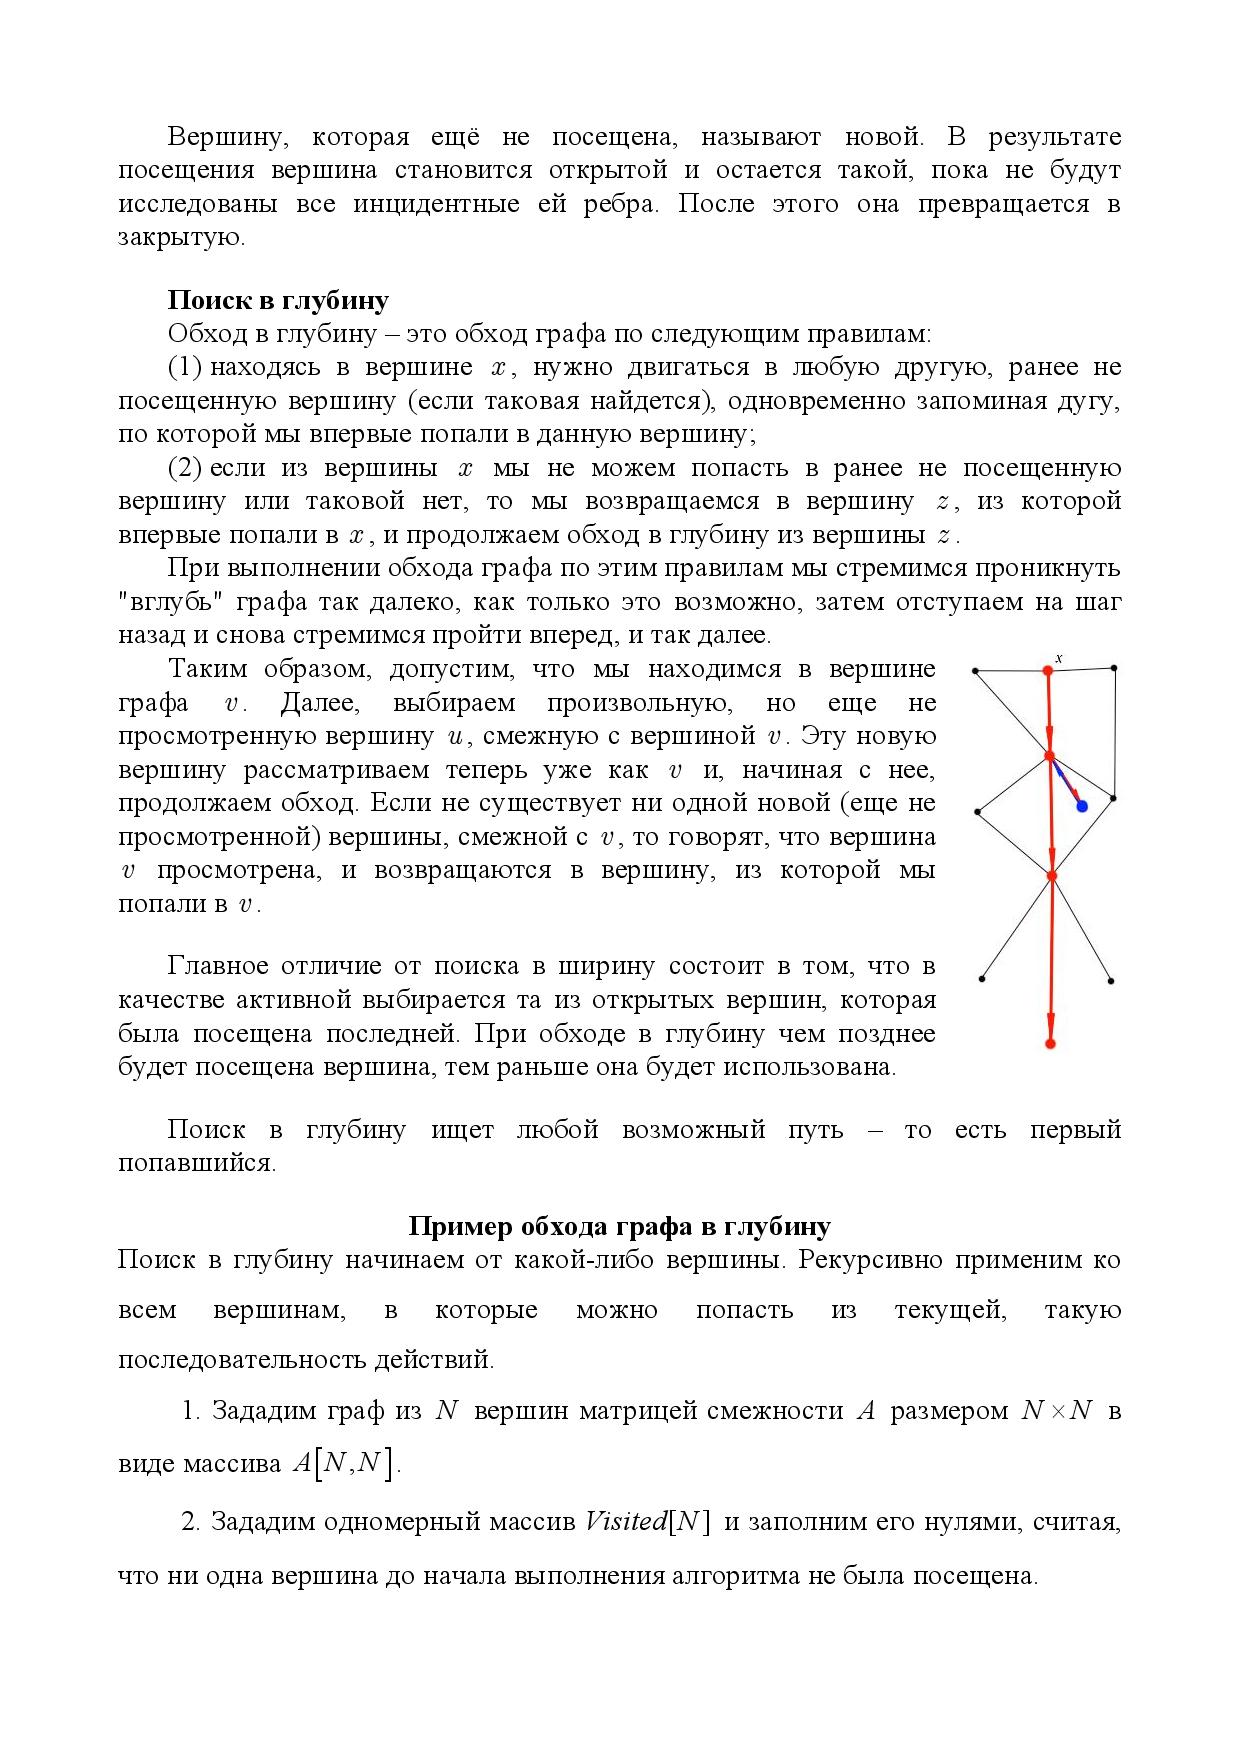 Вершину, которая ещё не посещена, называют новой. В результате
посещения вершина становится открытой и остается такой, пока не будут
исследованы все инцидентные ей ребра. После этого она превращается в
закрытую.
Поиск в глубину
Обход в глубину – это обход графа по следующим правилам:
(1) находясь в вершине x, нужно двигаться в любую другую, ранее не
посещенную вершину (если таковая найдется), одновременно запоминая дугу,
по которой мы впервые попали в данную вершину;
(2) если из вершины x мы не можем попасть в ранее не посещенную
вершину или таковой нет, то мы возвращаемся в вершину z, из которой
впервые попали в x, и продолжаем обход в глубину из вершины z.
При выполнении обхода графа по этим правилам мы стремимся проникнуть
"вглубь" графа так далеко, как только это возможно, затем отступаем на шаг
назад и снова стремимся пройти вперед, и так далее.
Таким образом, допустим, что мы находимся в вершине
графа v. Далее, выбираем произвольную, но еще не
просмотренную вершину u, смежную с вершиной v. Эту новую
вершину рассматриваем теперь уже как v и, начиная с нее,
продолжаем обход. Если не существует ни одной новой (еще не
просмотренной) вершины, смежной с v, то говорят, что вершина
v просмотрена, и возвращаются в вершину, из которой мы
попали в v.
x
Главное отличие от поиска в ширину состоит в том, что в
качестве активной выбирается та из открытых вершин, которая
была посещена последней. При обходе в глубину чем позднее
будет посещена вершина, тем раньше она будет использована.
Поиск в глубину ищет любой возможный путь – то есть первый
попавшийся.
Пример обхода графа в глубину
Поиск в глубину начинаем от какой-либо вершины. Рекурсивно применим ко
всем вершинам, в которые можно попасть из текущей, такую
последовательность действий.
1. Зададим граф из N вершин матрицей смежности A размером N×N в
виде массива A[N,N].
2. Зададим одномерный массив Visited[N] и заполним его нулями, считая,
что ни одна вершина до начала выполнения алгоритма не была посещена.